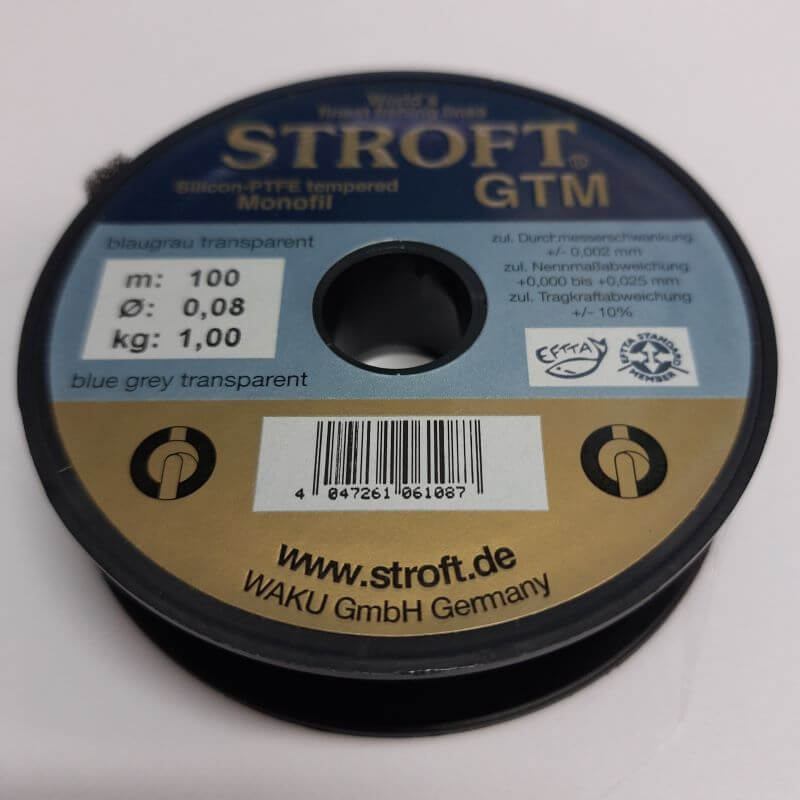 World's
finest fishing lines
STROFT®
GTM
Silicon-PTFE tempered
Monofil
blaugrau transparent
m: 100
Ø: 0,08
kg: 1,00
blue grey transparent
zul. Durchmesserschwankung:
+/- 0,002 mm
zul. Nennmaßabweichung:
+0,000 bis +0,025 mm
zul. Tragkraftabweichung:
+/- 10%
EFTTA
EFTTA STANDARD
MEMBER
4 047261 061087
www.stroft.de
WAKU GmbH Germany